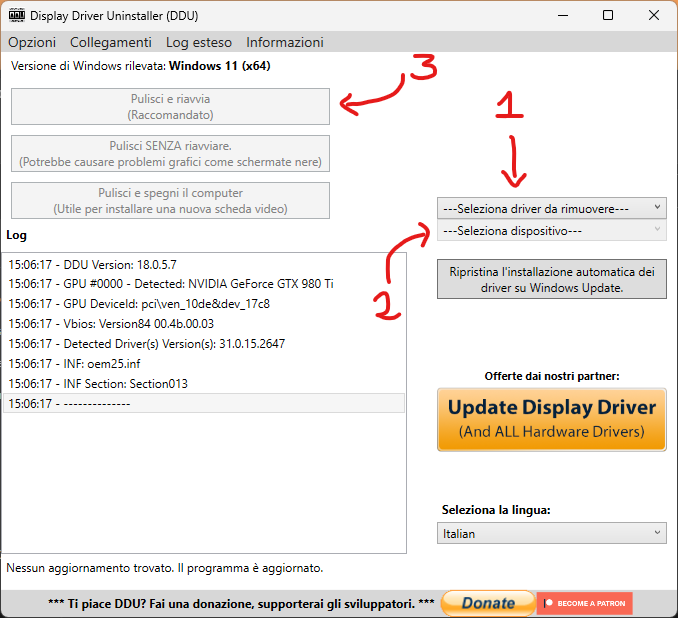 Display Driver Uninstaller (DDU)
Opzioni Collegamenti Log esteso Informazioni
Versione di Windows rilevata: Windows 11 (x64)
3
Pulisci e riavvia
(Raccomandato)
1
Pulisci SENZA riavviare.
(Potrebbe causare problemi grafici come schermate nere)
Pulisci e spegni il computer
(Utile per installare una nuova scheda video)
---Seleziona driver da rimuovere---
---Seleziona dispositivo---
2
Log
15:06:17 - DDU Version: 18.0.5.7
15:06:17 - GPU #0000 - Detected: NVIDIA GeForce GTX 980 Ti
15:06:17 - GPU DeviceId: pci\ven_10de&dev_17c8
15:06:17 - Vbios: Version84 00.4b.00.03
15:06:17 - Detected Driver(s) Version(s): 31.0.15.2647
15:06:17 - INF: oem25.inf
15:06:17 - INF Section: Section013
15:06:17 - --------------
Ripristina l'installazione automatica dei
driver su Windows Update.
Offerte dai nostri partner:
Update Display Driver
(And ALL Hardware Drivers)
Seleziona la lingua:
Italian
Nessun aggiornamento trovato. Il programma è aggiornato.
*** Ti piace DDU? Fai una donazione, supporterai gli sviluppatori. ***
Donate
BECOME A PATRON